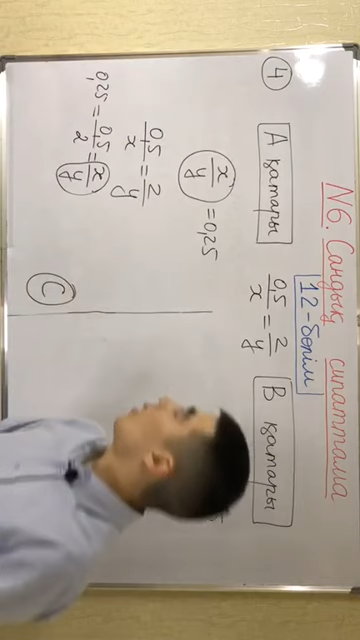 N6. Сандық сипаттама
12-бөлім
④ A қатары
0,5/x = 2/y
B қатары
x/y = 0,25
0,5/x = 2/y
0,25 = 0,5/2 = x/y
C